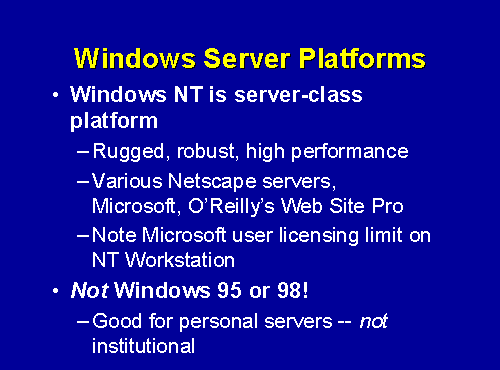 Windows Server Platforms
• Windows NT is server-class
platform
–Rugged, robust, high performance
–Various Netscape servers,
Microsoft, O'Reilly's Web Site Pro
–Note Microsoft user licensing limit on
NT Workstation
• Not Windows 95 or 98!
–Good for personal servers -- not
institutional